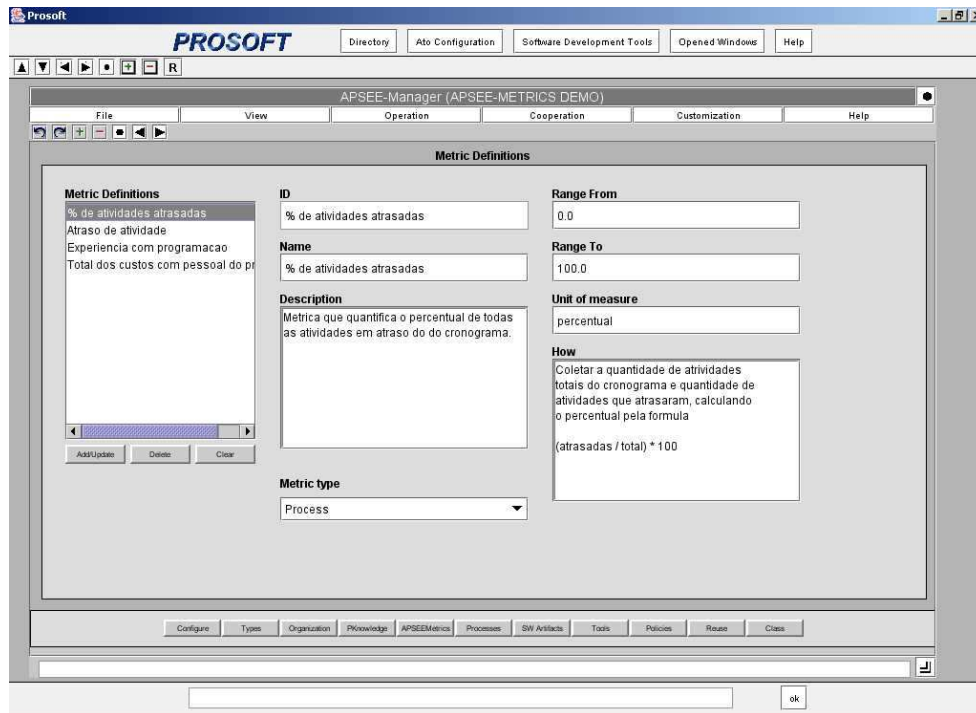 Prosoft
PROSOFT
Directory
Ato Configuration
Software Development Tools
Opened Windows
Help
R
APSEE-Manager (APSEE-METRICS DEMO)
File
View
Operation
Cooperation
Customization
Help
Metric Definitions
Metric Definitions
% de atividades atrasadas
Atraso de atividade
Experiencia com programacao
Total dos custos com pessoal do pr
Add/Update
Delete
Clear
ID
% de atividades atrasadas
Name
% de atividades atrasadas
Description
Metrica que quantifica o percentual de todas
as atividades em atraso do do cronograma.
Metric type
Process
Range From
0.0
Range To
100.0
Unit of measure
percentual
How
Coletar a quantidade de atrividades
totais do cronograma e quantidade de
atividades que atrasaram, calculando
o percentual pela formula
(atrasadas / total) * 100
Configure
Types
Organization
PKnowledge
APSEEMetrics
Processes
SW Artifacts
Tools
Policies
Reuse
Class
ok